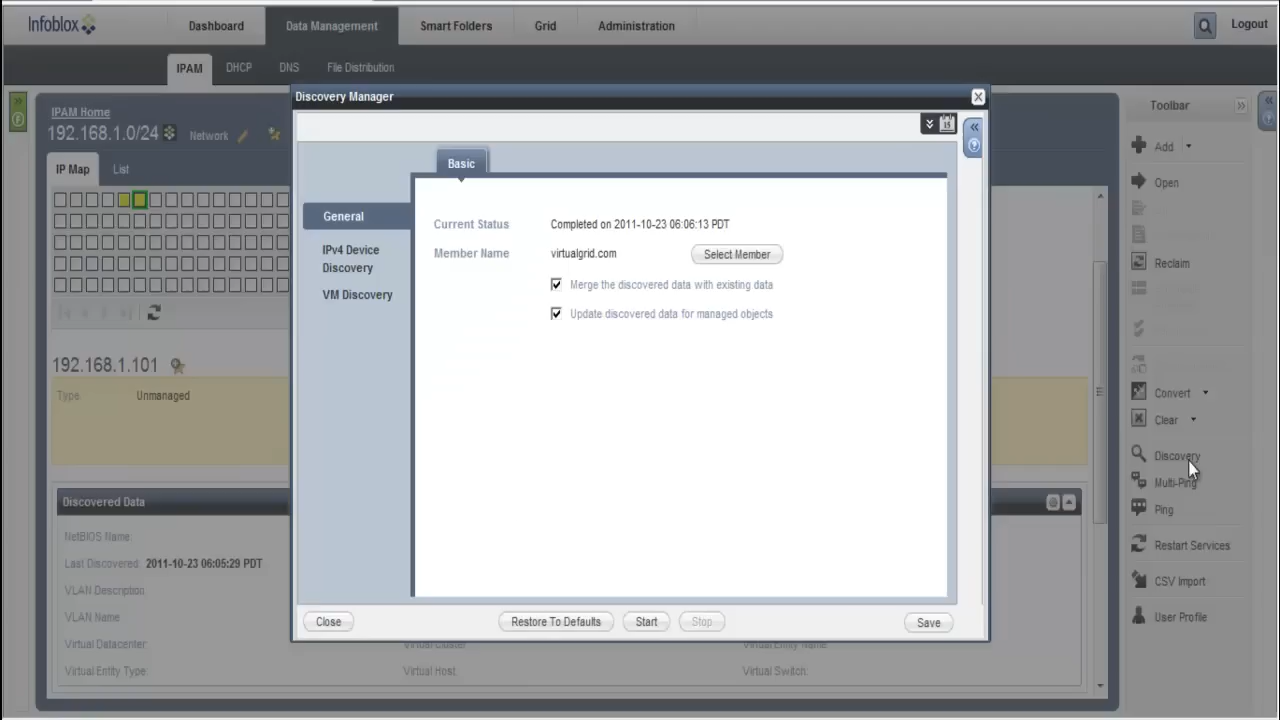 Infoblox
Dashboard
Data Management
Smart Folders
Grid
Administration
Logout
IPAM
DHCP
DNS
File Distribution
Discovery Manager
IPAM Home
192.168.1.0/24
Network
Toolbar
IP Map
List
Basic
Add
Open
General
Current Status
Completed on 2011-10-23 06:06:13 PDT
IPv4 Device
Discovery
Member Name
virtualgrid.com
Select Member
VM Discovery
Merge the discovered data with existing data
Update discovered data for managed objects
Reclaim
192.168.1.101
Type:
Unmanaged
Convert
Clear
Discovery
Multi-Ping
Ping
Discovered Data
NetBIOS Name:
Last Discovered: 2011-10-23 06:05:29 PDT
VLAN Description
VLAN Name
Restart Services
CSV Import
User Profile
Close
Restore To Defaults
Start
Stop
Save
Virtual Datacenter:
Virtual Cluster
Virtual Entity Name:
Virtual Entity Type:
Virtual Host:
Virtual Switch: